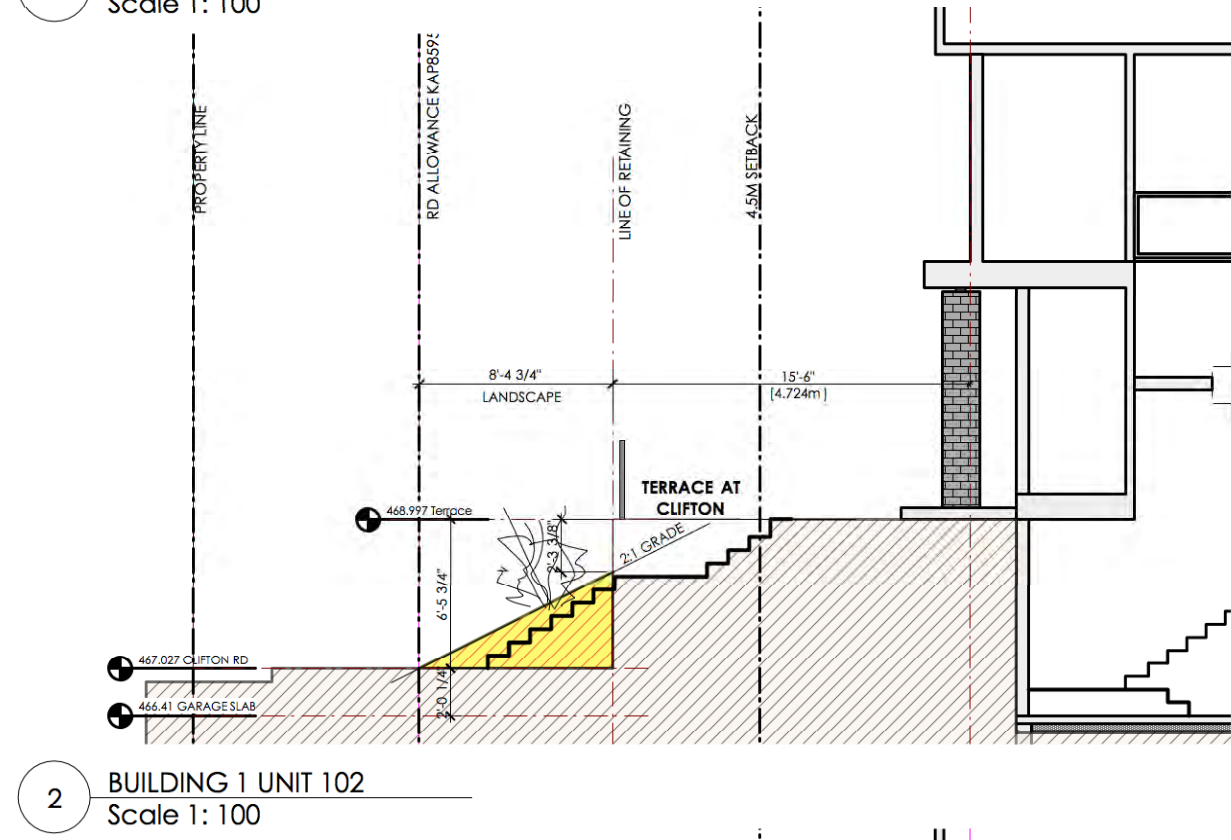 Scale 1: 100
PROPERTY LINE
RD ALLOWANCE KAP8595
LINE OF RETAINING
4.5M SETBACK
8'-4 3/4"
LANDSCAPE
15'-6"
[4.724m]
TERRACE AT
CLIFTON
468.997 Terrace
2'-3 3/8"
2:1 GRADE
6'-5 3/4"
467.027 CLIFTON RD
466.41 GARAGE SLAB
2'-0 1/4"
2
BUILDING 1 UNIT 102
Scale 1: 100